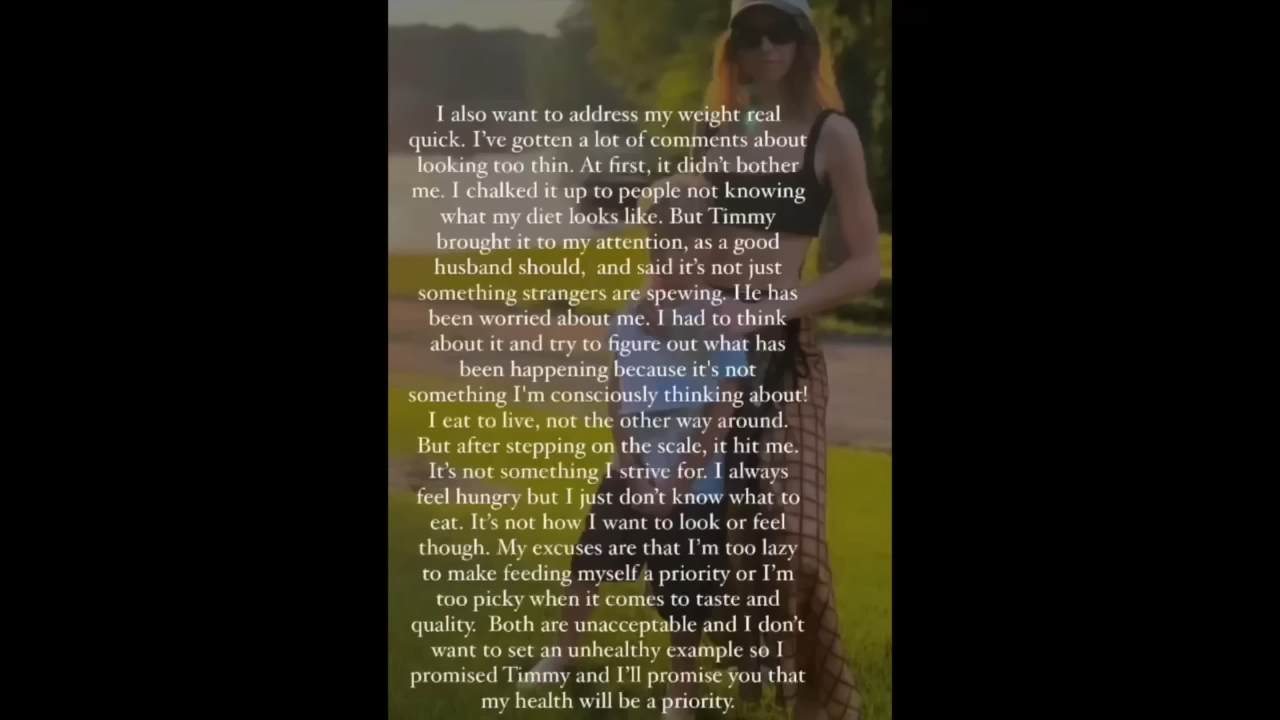 I also want to address my weight real
quick. I’ve gotten a lot of comments about
looking too thin. At first, it didn’t bother
me. I chalked it up to people not knowing
what my diet looks like. But Timmy
brought it to my attention, as a good
husband should,  and said it’s not just
something strangers are spewing. He has
been worried about me. I had to think
about it and try to figure out what has
been happening because it's not
something I'm consciously thinking about!
I eat to live, not the other way around.
But after stepping on the scale, it hit me.
It’s not something I strive for. I always
feel hungry but I just don’t know what to
eat. It’s not how I want to look or feel
though. My excuses are that I’m too lazy
to make feeding myself a priority or I’m
too picky when it comes to taste and
quality.  Both are unacceptable and I don’t
want to set an unhealthy example so I
promised Timmy and I’ll promise you that
my health will be a priority.